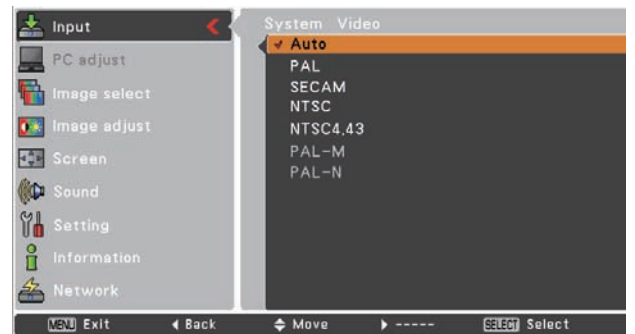 Input
PC adjust
Image select
Image adjust
Screen
Sound
Setting
Information
Network
System Video
Auto
PAL
SECAM
NTSC
NTSC4.43
PAL-M
PAL-N
MENU Exit Back Move ----- SELECT Select